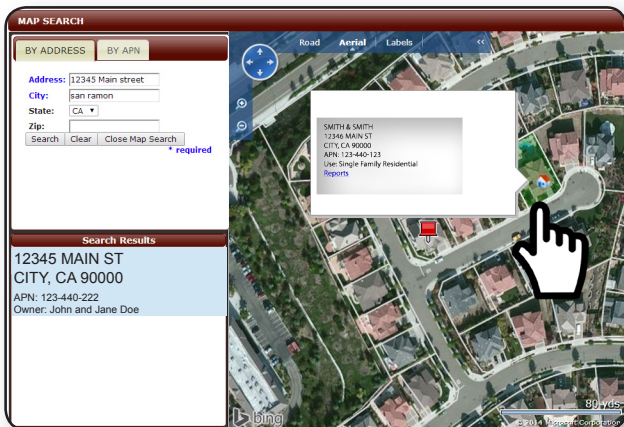 MAP SEARCH
BY ADDRESS BY APN
Address: 12345 Main street
City: san ramon
State: CA
Zip:
Search Clear Close Map Search
* required
Search Results
12345 MAIN ST
CITY, CA 90000
APN: 123-440-222
Owner: John and Jane Doe
Road Aerial Labels <<
SMITH & SMITH
12346 MAIN ST
CITY, CA 90000
APN: 123-440-123
Use: Single Family Residential
Reports
bing
80 yds
© 2014 Microsoft Corporation